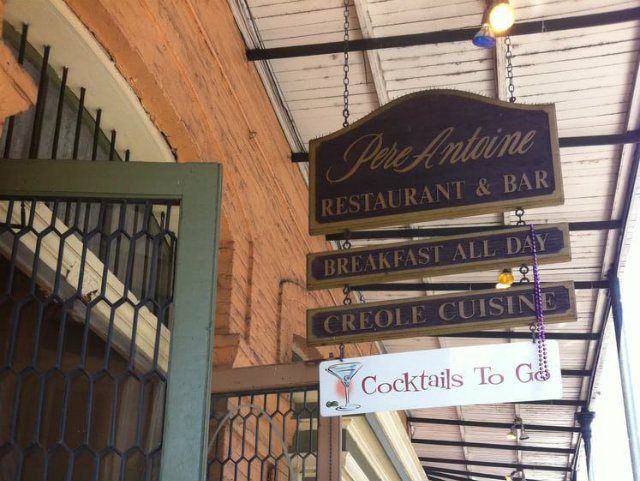 Pere Antoine
RESTAURANT & BAR
BREAKFAST ALL DAY
CREOLE CUISINE
Cocktails To Go